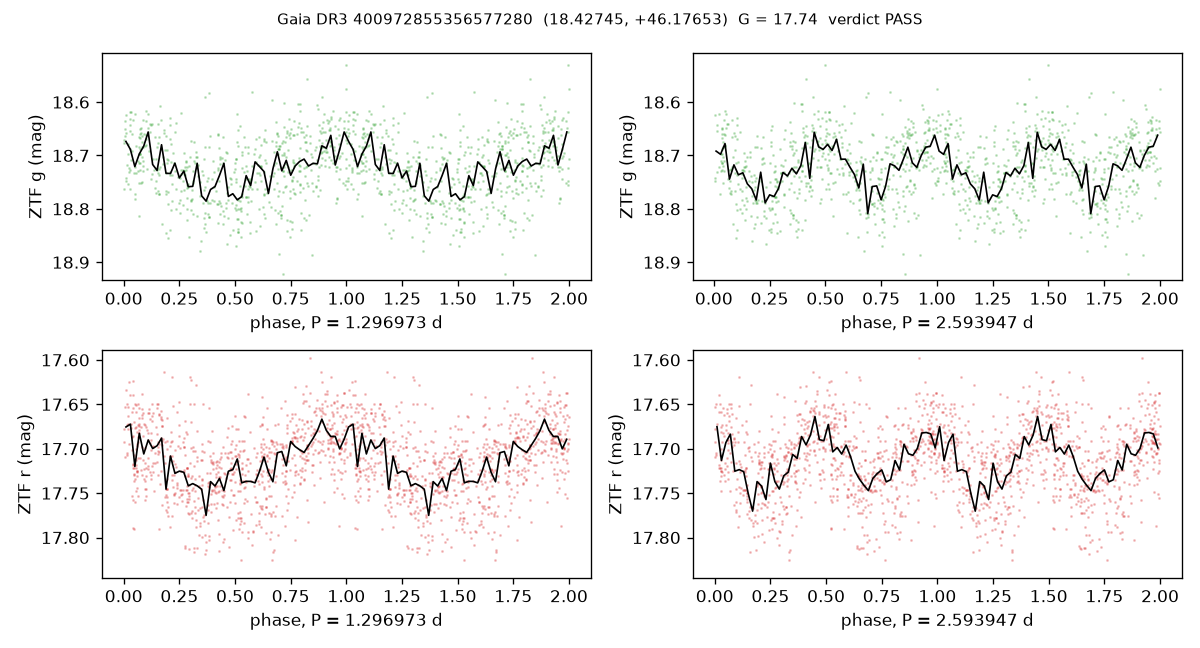 Gaia DR3 400972855356577280  (18.42745, +46.17653)  G = 17.74  verdict PASS
ZTF g (mag)
18.6
18.7
18.8
18.9
0.00 0.25 0.50 0.75 1.00 1.25 1.50 1.75 2.00
phase, P = 1.296973 d
ZTF g (mag)
18.6
18.7
18.8
18.9
0.00 0.25 0.50 0.75 1.00 1.25 1.50 1.75 2.00
phase, P = 2.593947 d
ZTF r (mag)
17.60
17.65
17.70
17.75
17.80
0.00 0.25 0.50 0.75 1.00 1.25 1.50 1.75 2.00
phase, P = 1.296973 d
ZTF r (mag)
17.60
17.65
17.70
17.75
17.80
0.00 0.25 0.50 0.75 1.00 1.25 1.50 1.75 2.00
phase, P = 2.593947 d